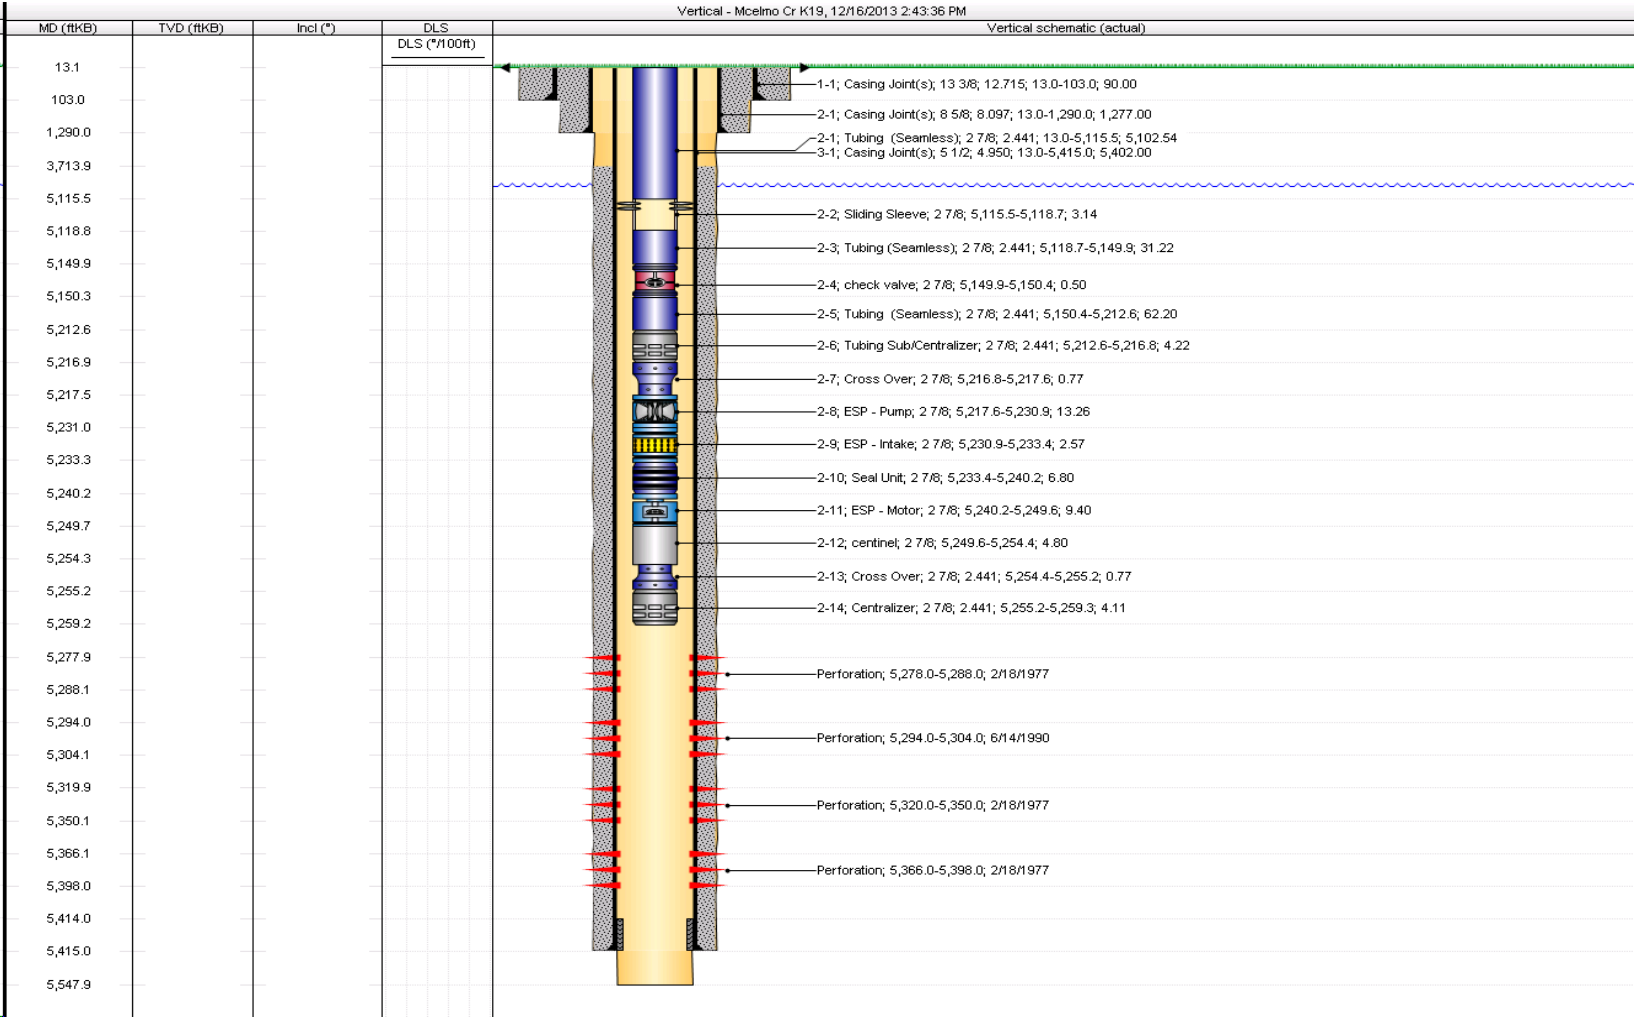 Vertical - Mcelmo Cr K19, 12/16/2013 2:43:36 PM
MD (ftKB)
TVD (ftKB)
Incl (°)
DLS
Vertical schematic (actual)
DLS (°/100ft)
13.1
103.0
1,290.0
3,713.9
5,115.5
5,118.8
5,149.9
5,150.3
5,212.6
5,216.9
5,217.5
5,231.0
5,233.3
5,240.2
5,249.7
5,254.3
5,255.2
5,259.2
5,277.9
5,288.1
5,294.0
5,304.1
5,319.9
5,350.1
5,366.1
5,398.0
5,414.0
5,415.0
5,547.9
1-1; Casing Joint(s); 13 3/8; 12.715; 13.0-103.0; 90.00
2-1; Casing Joint(s); 8 5/8; 8.097; 13.0-1,290.0; 1,277.00
2-1; Tubing (Seamless); 2 7/8; 2.441; 13.0-5,115.5; 5,102.54
3-1; Casing Joint(s); 5 1/2; 4.950; 13.0-5,415.0; 5,402.00
2-2; Sliding Sleeve; 2 7/8; 5,115.5-5,118.7; 3.14
2-3; Tubing (Seamless); 2 7/8; 2.441; 5,118.7-5,149.9; 31.22
2-4; check valve; 2 7/8; 5,149.9-5,150.4; 0.50
2-5; Tubing (Seamless); 2 7/8; 2.441; 5,150.4-5,212.6; 62.20
2-6; Tubing Sub/Centralizer; 2 7/8; 2.441; 5,212.6-5,216.8; 4.22
2-7; Cross Over; 2 7/8; 5,216.8-5,217.6; 0.77
2-8; ESP - Pump; 2 7/8; 5,217.6-5,230.9; 13.26
2-9; ESP - Intake; 2 7/8; 5,230.9-5,233.4; 2.57
2-10; Seal Unit; 2 7/8; 5,233.4-5,240.2; 6.80
2-11; ESP - Motor; 2 7/8; 5,240.2-5,249.6; 9.40
2-12; centinel; 2 7/8; 5,249.6-5,254.4; 4.80
2-13; Cross Over; 2 7/8; 2.441; 5,254.4-5,255.2; 0.77
2-14; Centralizer; 2 7/8; 2.441; 5,255.2-5,259.3; 4.11
Perforation; 5,278.0-5,288.0; 2/18/1977
Perforation; 5,294.0-5,304.0; 6/14/1990
Perforation; 5,320.0-5,350.0; 2/18/1977
Perforation; 5,366.0-5,398.0; 2/18/1977